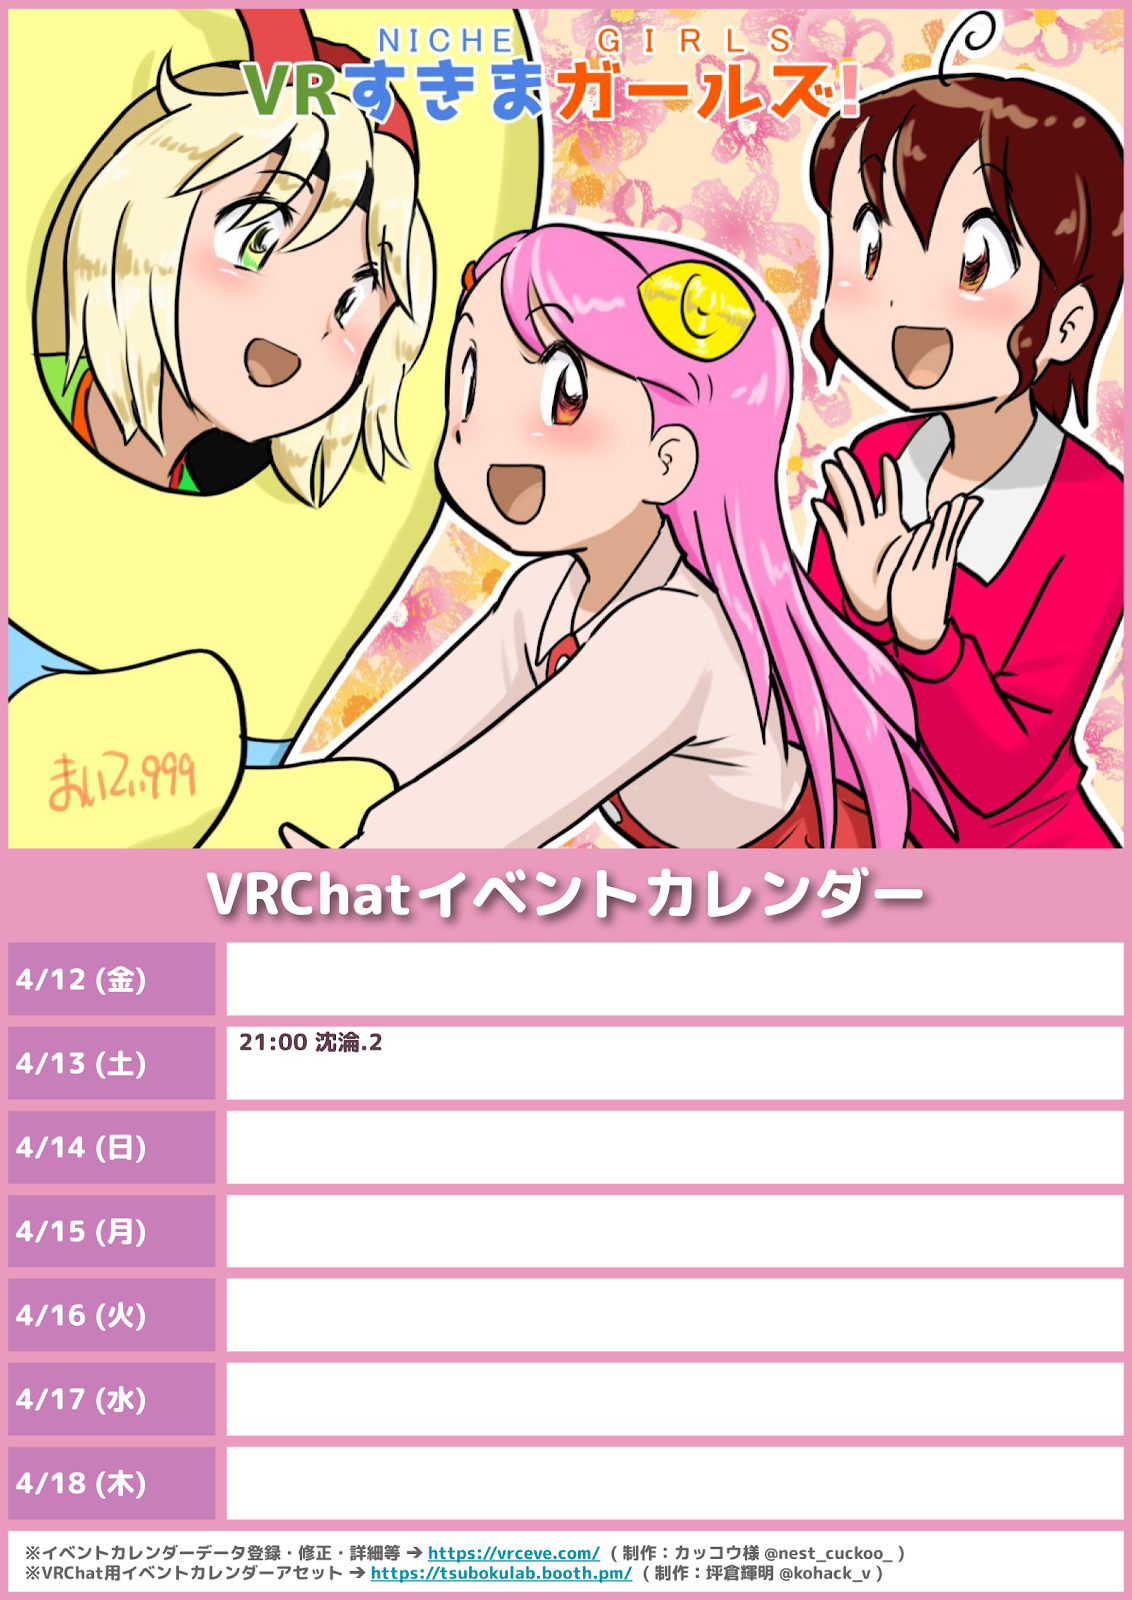 NICHE GIRLS
VRすきまガールズ!
まいてぃ999
VRChatイベントカレンダー
4/12 (金)
4/13 (土)
21:00 沈淪.2
4/14 (日)
4/15 (月)
4/16 (火)
4/17 (水)
4/18 (木)
※イベントカレンダーデータ登録・修正・詳細等 ➔ https://vrceve.com/ ( 制作：カッコウ様 @nest_cuckoo_ )
※VRChat用イベントカレンダーアセット ➔ https://tsubokulab.booth.pm/ ( 制作：坪倉輝明 @kohack_v )